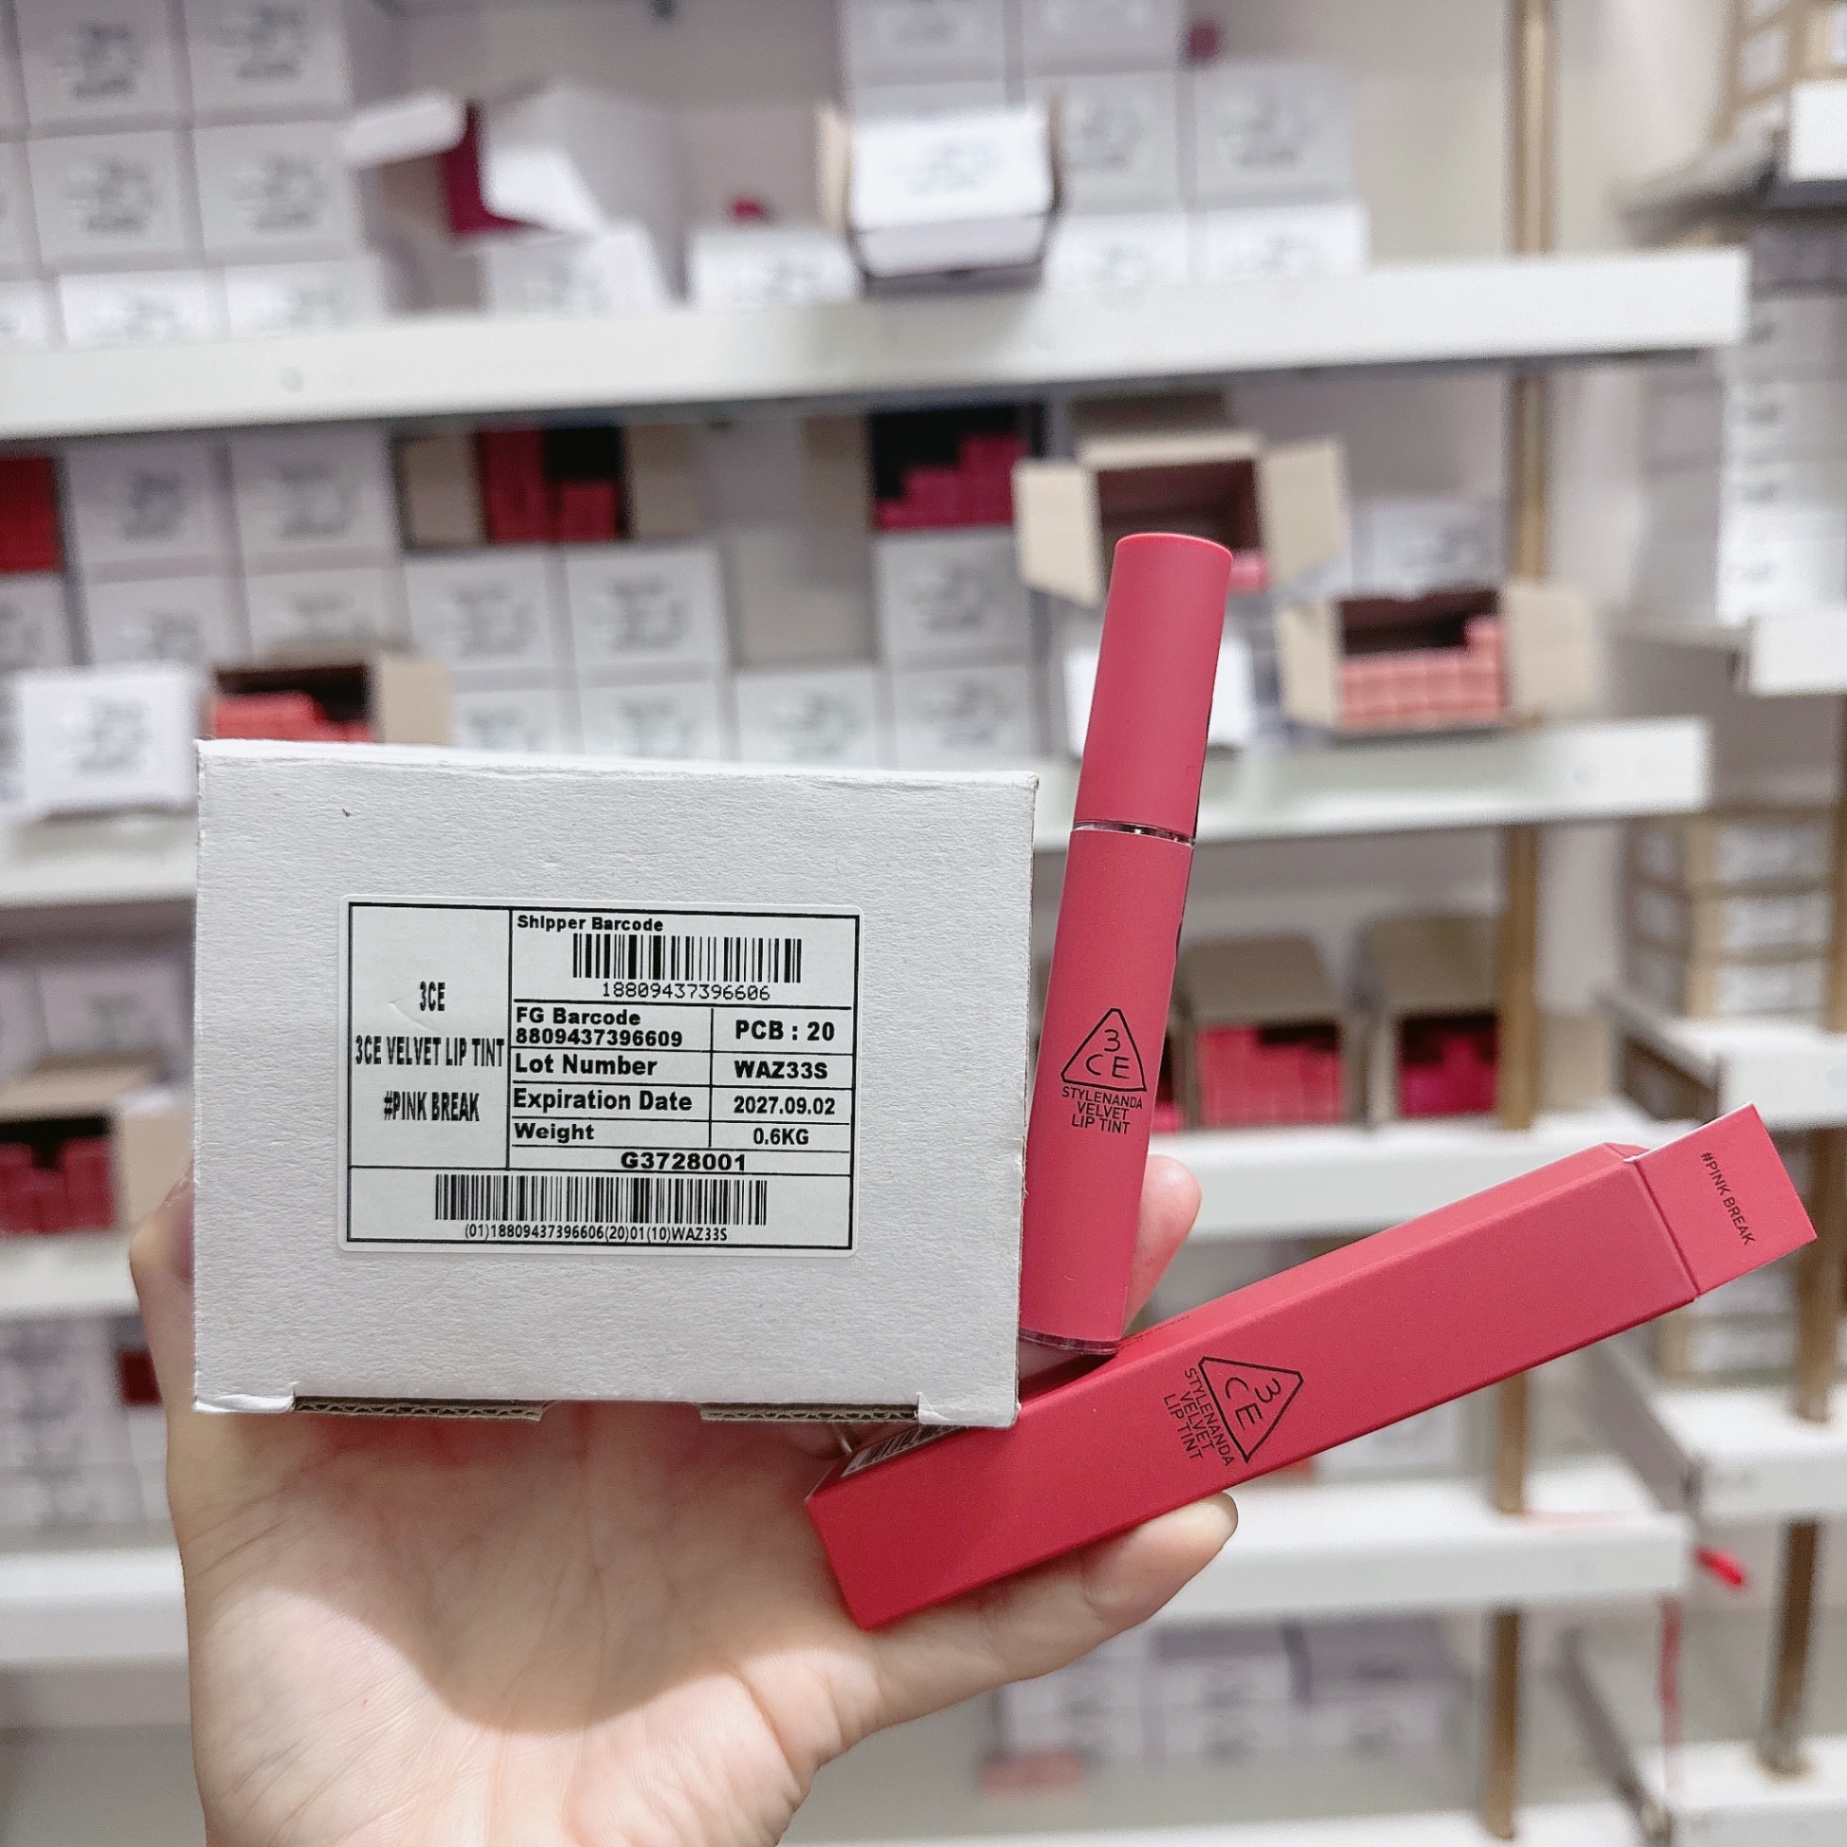 3CE
3CE VELVET LIP TINT
#PINK BREAK
Shipper Barcode
18809437396606
FG Barcode
8809437396609
PCB : 20
Lot Number
WAZ33S
Expiration Date
2027.09.02
Weight
0.6KG
G3728001
(01)18809437396606(20)01(10)WAZ33S
3
CE
STYLENANDA
VELVET
LIP TINT
#PINK BREAK
3
CE
STYLENANDA
VELVET
LIP TINT